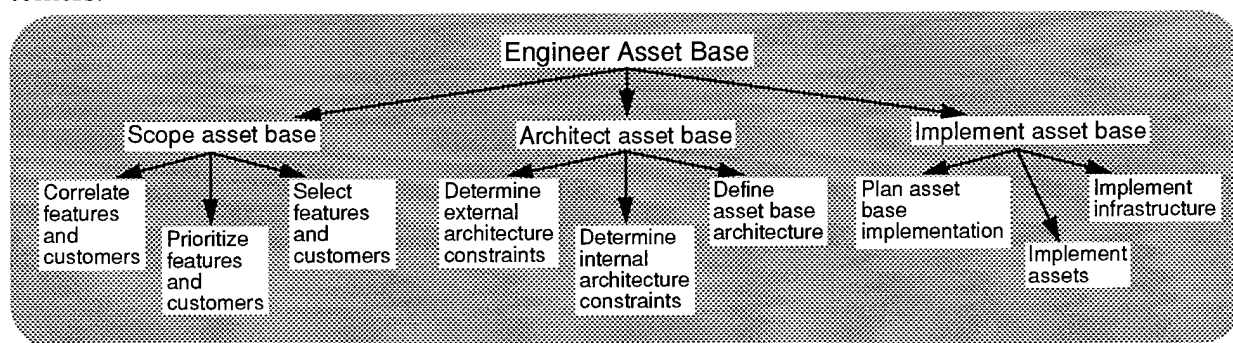 Engineer Asset Base
Scope asset base
Architect asset base
Implement asset base
Correlate
features
and
customers
Prioritize
features
and
customers
Select
features
and
customers
Determine
external
architecture
constraints
Determine
internal
architecture
constraints
Define
asset base
architecture
Plan asset
base
implementation
Implement
assets
Implement
infrastructure